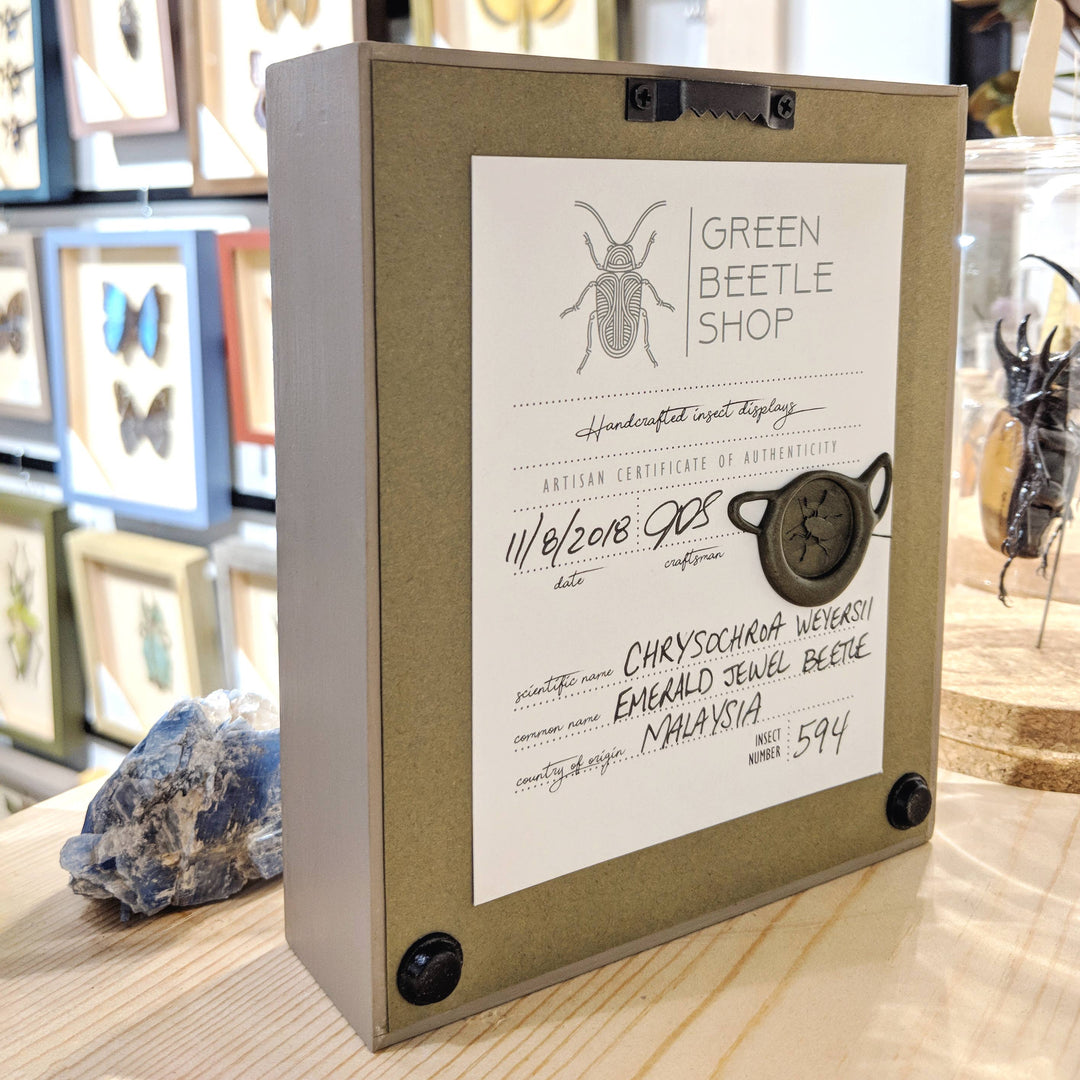 GREEN
BEETLE
SHOP
Handcrafted insect displays
ARTISAN CERTIFICATE OF AUTHENTICITY
11/8/2018 JDS
date craftsman
scientific name CHRYSOCHROA WEYERSII
common name EMERALD JEWEL BEETLE
country of origin MALAYSIA
INSECT NUMBER 594